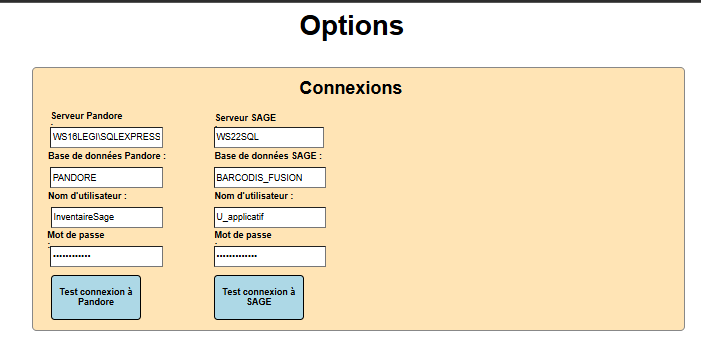 Options
Connexions
Serveur Pandore
:
WS16LEGI\SQLEXPRESS
Base de données Pandore :
PANDORE
Nom d'utilisateur :
InventaireSage
Mot de passe
:
••••••••••••
Test connexion à
Pandore
Serveur SAGE
:
WS22SQL
Base de données SAGE :
BARCODIS_FUSION
Nom d'utilisateur :
U_applicatif
Mot de passe
:
•••••••••••••
Test connexion à
SAGE